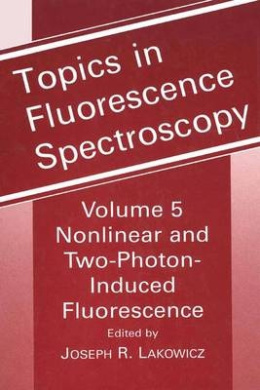 Topics in
Fluorescence
Spectroscopy
Volume 5
Nonlinear and
Two-Photon-
Induced
Fluorescence
Edited by
JOSEPH R. LAKOWICZ